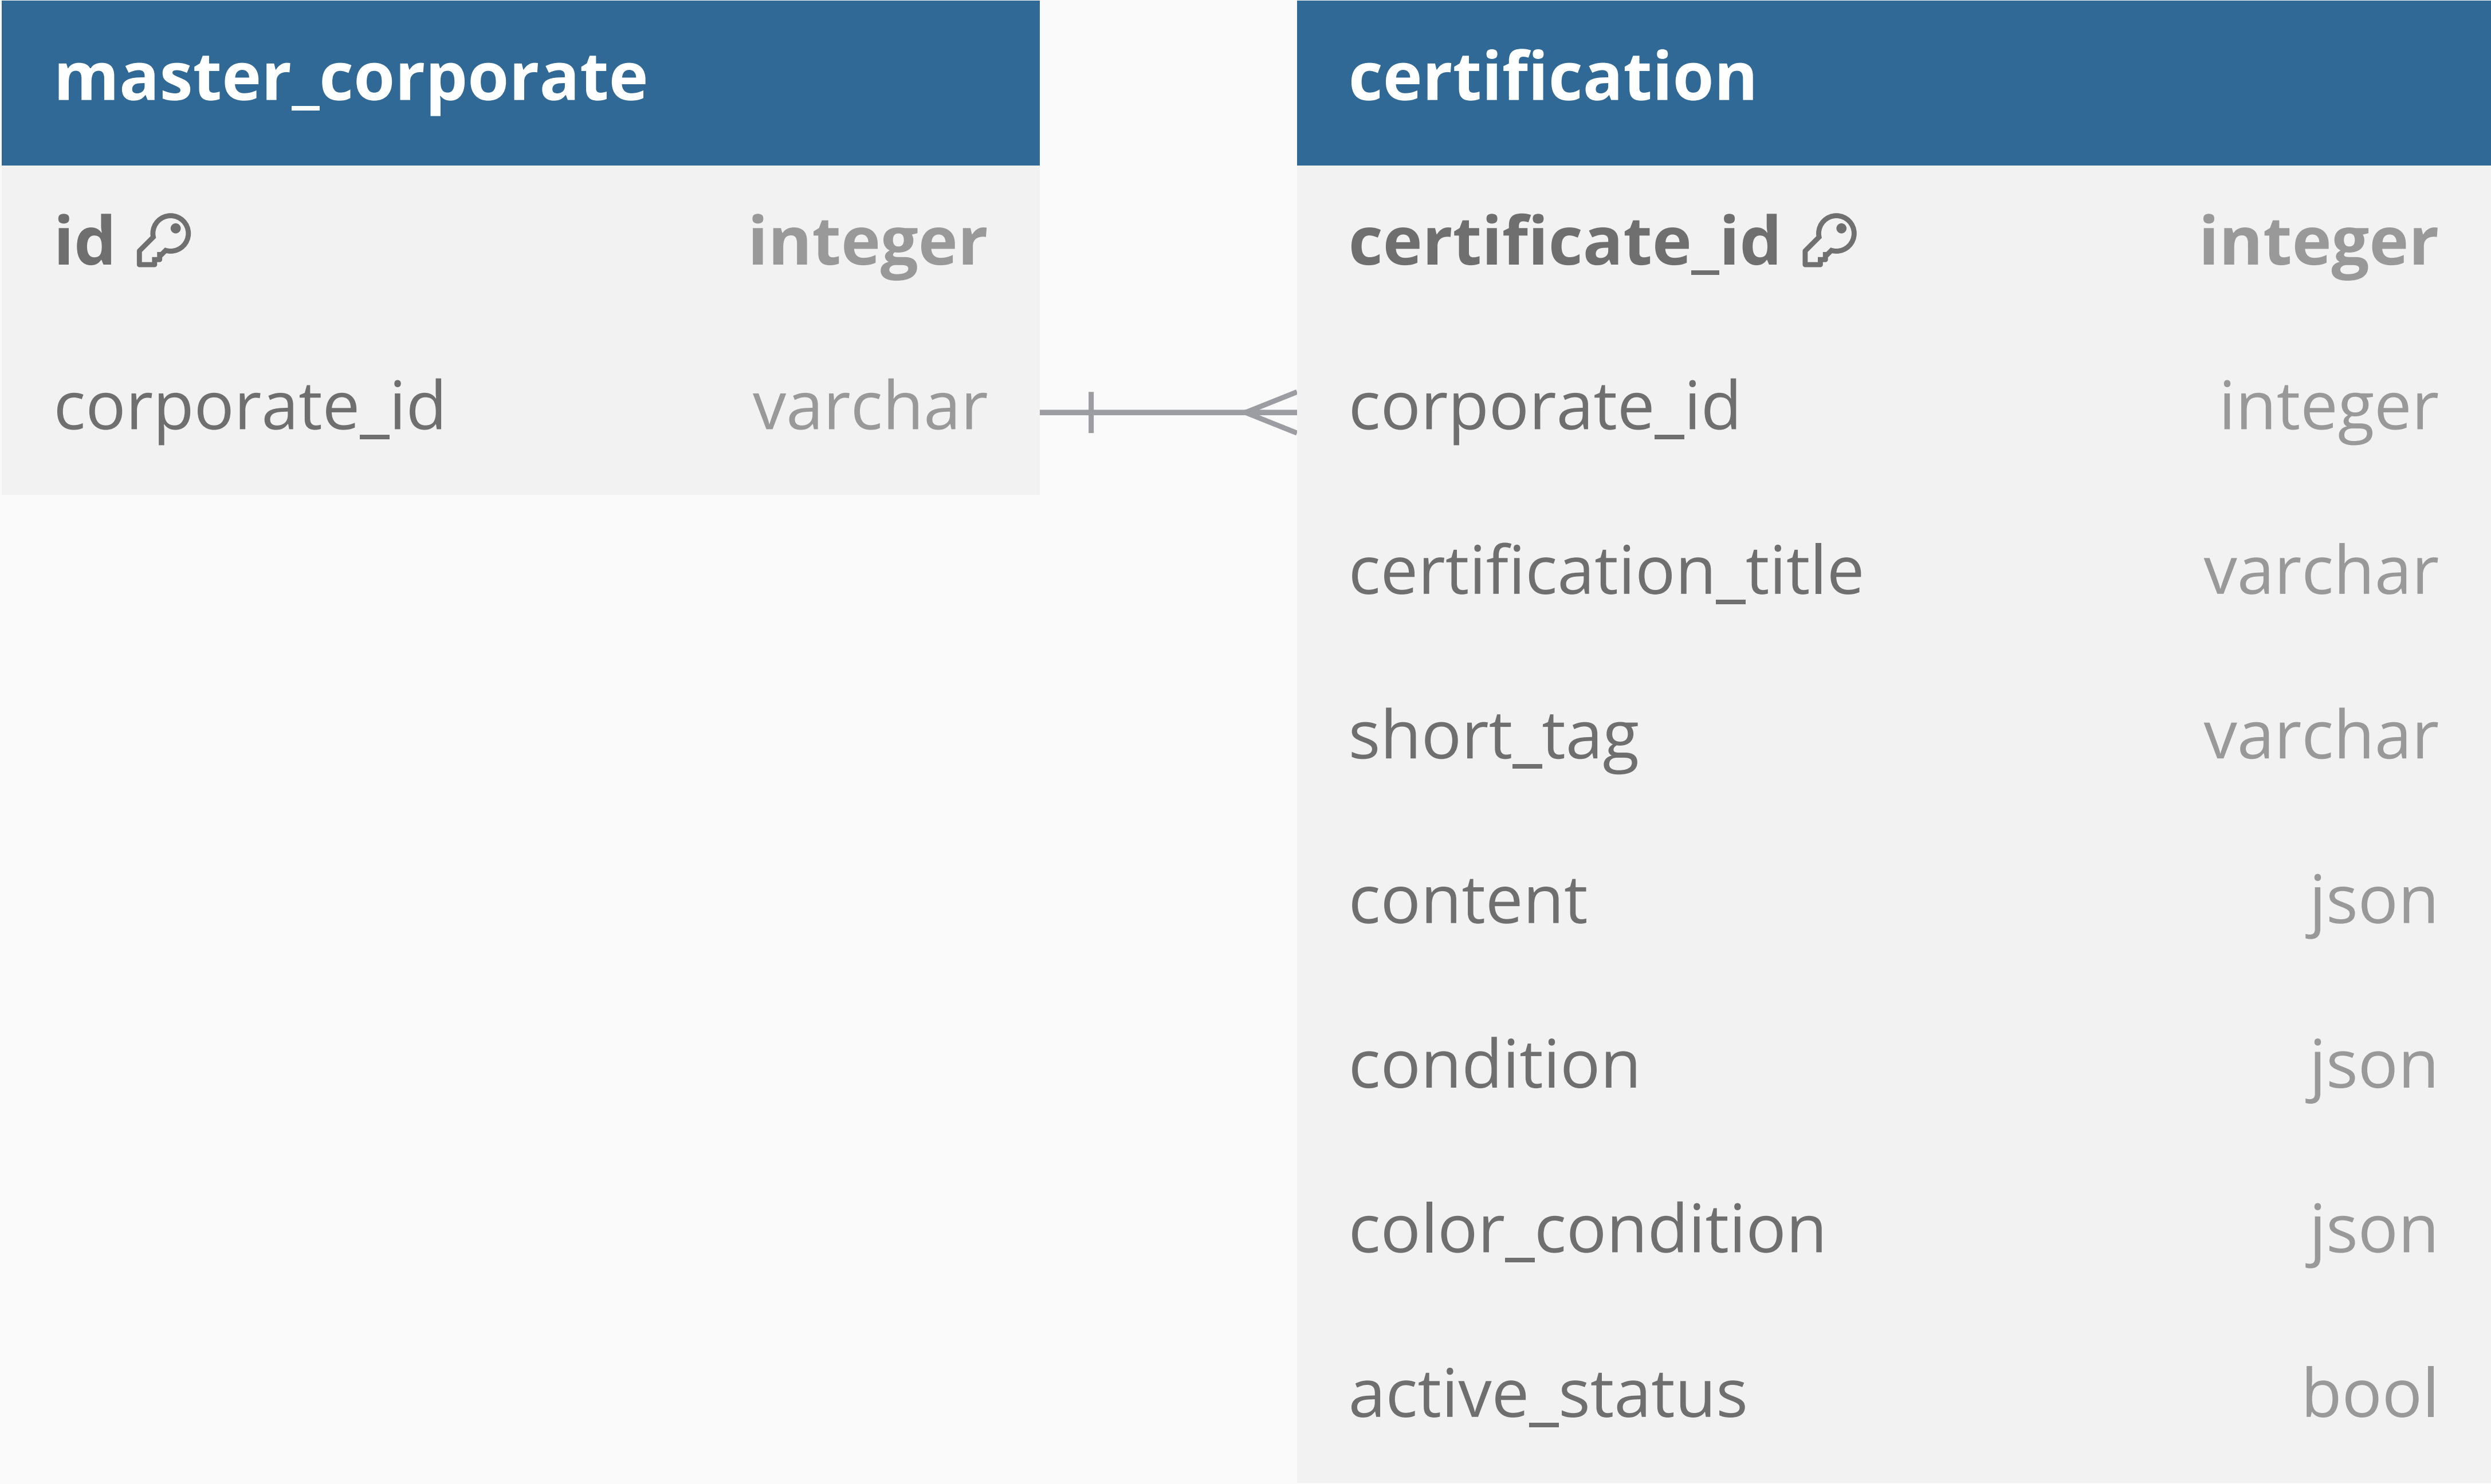 master_corporate
id integer
corporate_id varchar
certification
certificate_id integer
corporate_id integer
certification_title varchar
short_tag varchar
content json
condition json
color_condition json
active_status bool